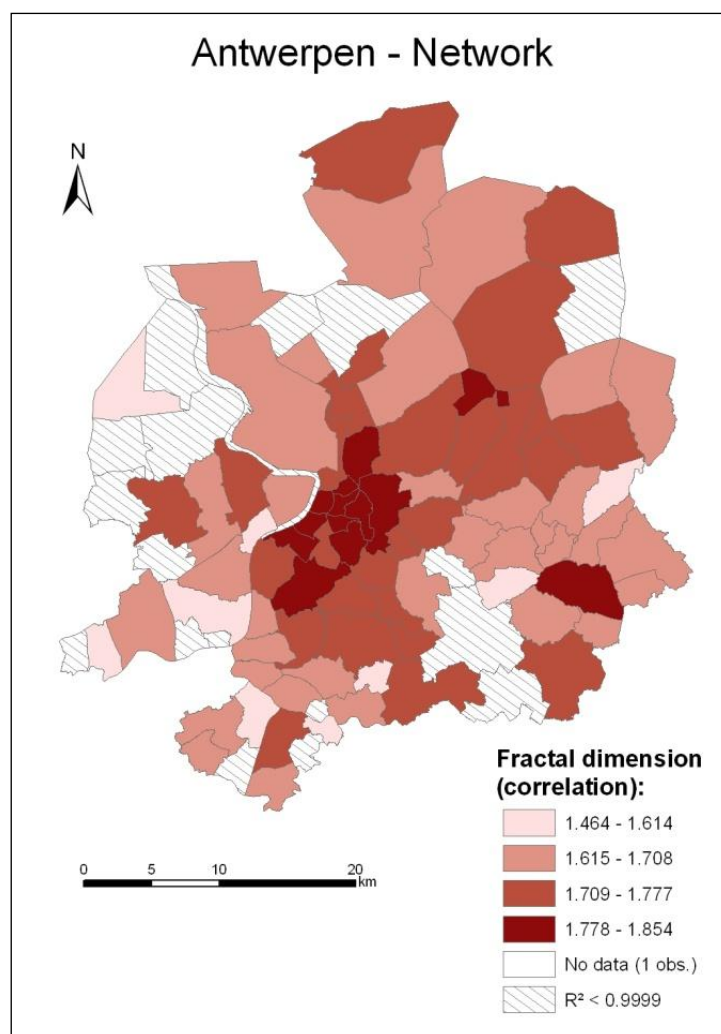 Antwerpen - Network
N
Fractal dimension
(correlation):
1.464 - 1.614
1.615 - 1.708
1.709 - 1.777
1.778 - 1.854
No data (1 obs.)
R² < 0.9999
0 5 10 20
km